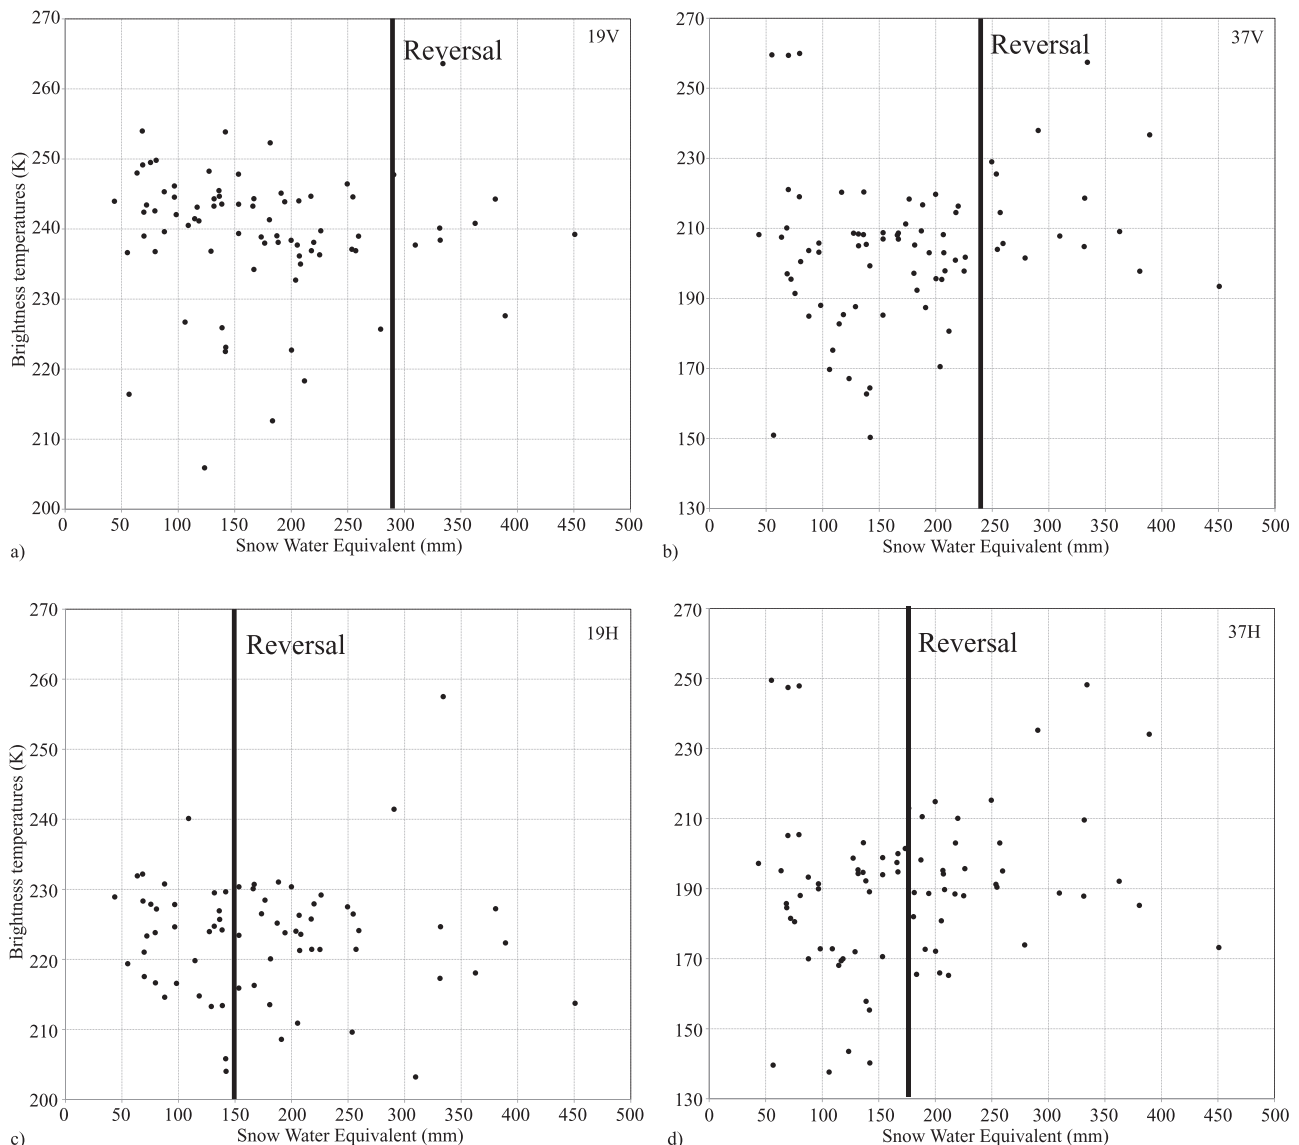 270
260
250
240
230
220
210
200
Brightness temperatures (K)
Reversal
19V
0 50 100 150 200 250 300 350 400 450 500
Snow Water Equivalent (mm)
a)
270
250
230
210
190
170
150
130
Reversal
37V
0 50 100 150 200 250 300 350 400 450 500
Snow Water Equivalent (mm)
b)
270
260
250
240
230
220
210
200
Brightness temperatures (K)
Reversal
19H
0 50 100 150 200 250 300 350 400 450 500
Snow Water Equivalent (mm)
c)
270
250
230
210
190
170
150
130
Reversal
37H
0 50 100 150 200 250 300 350 400 450 500
Snow Water Equivalent (mm)
d)